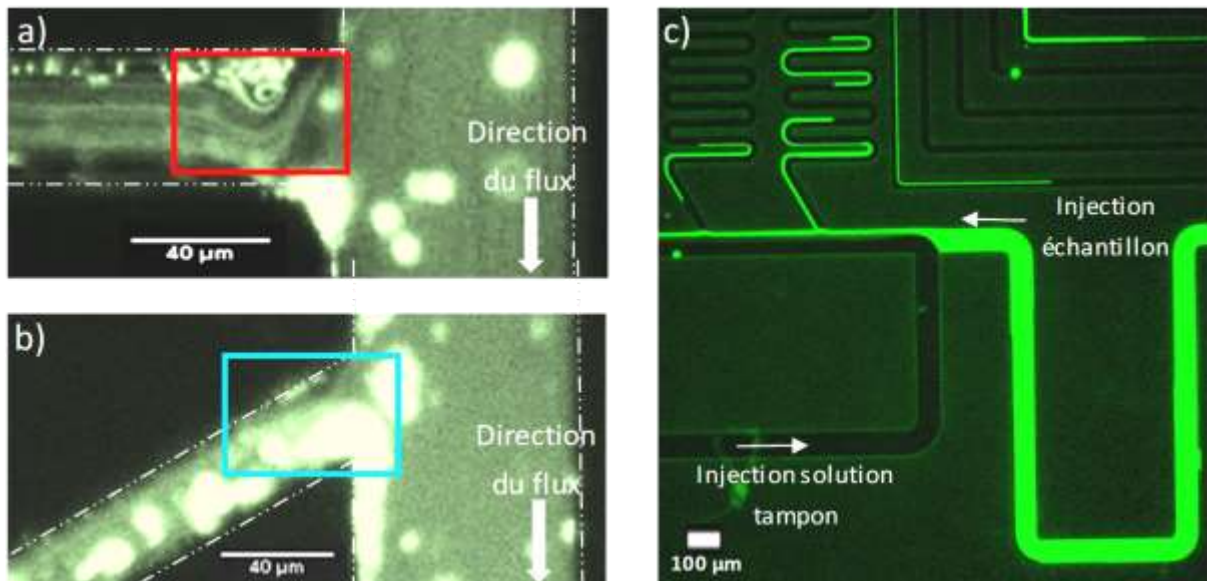 a)
Direction
du flux
40 µm
b)
Direction
du flux
40 µm
c)
Injection
échantillon
Injection solution
tampon
100 µm